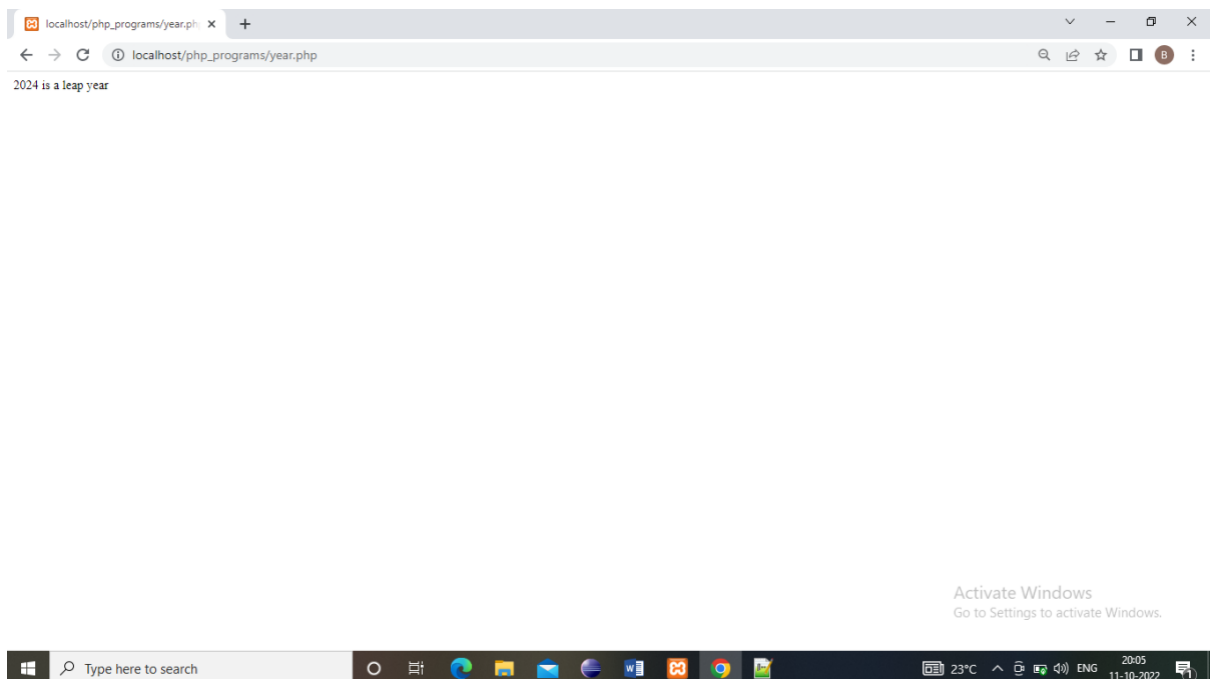 localhost/php_programs/year.ph
localhost/php_programs/year.php
B
2024 is a leap year
Activate Windows
Go to Settings to activate Windows.
Type here to search
W
23°C
ENG
20:05
11-10-2022
1